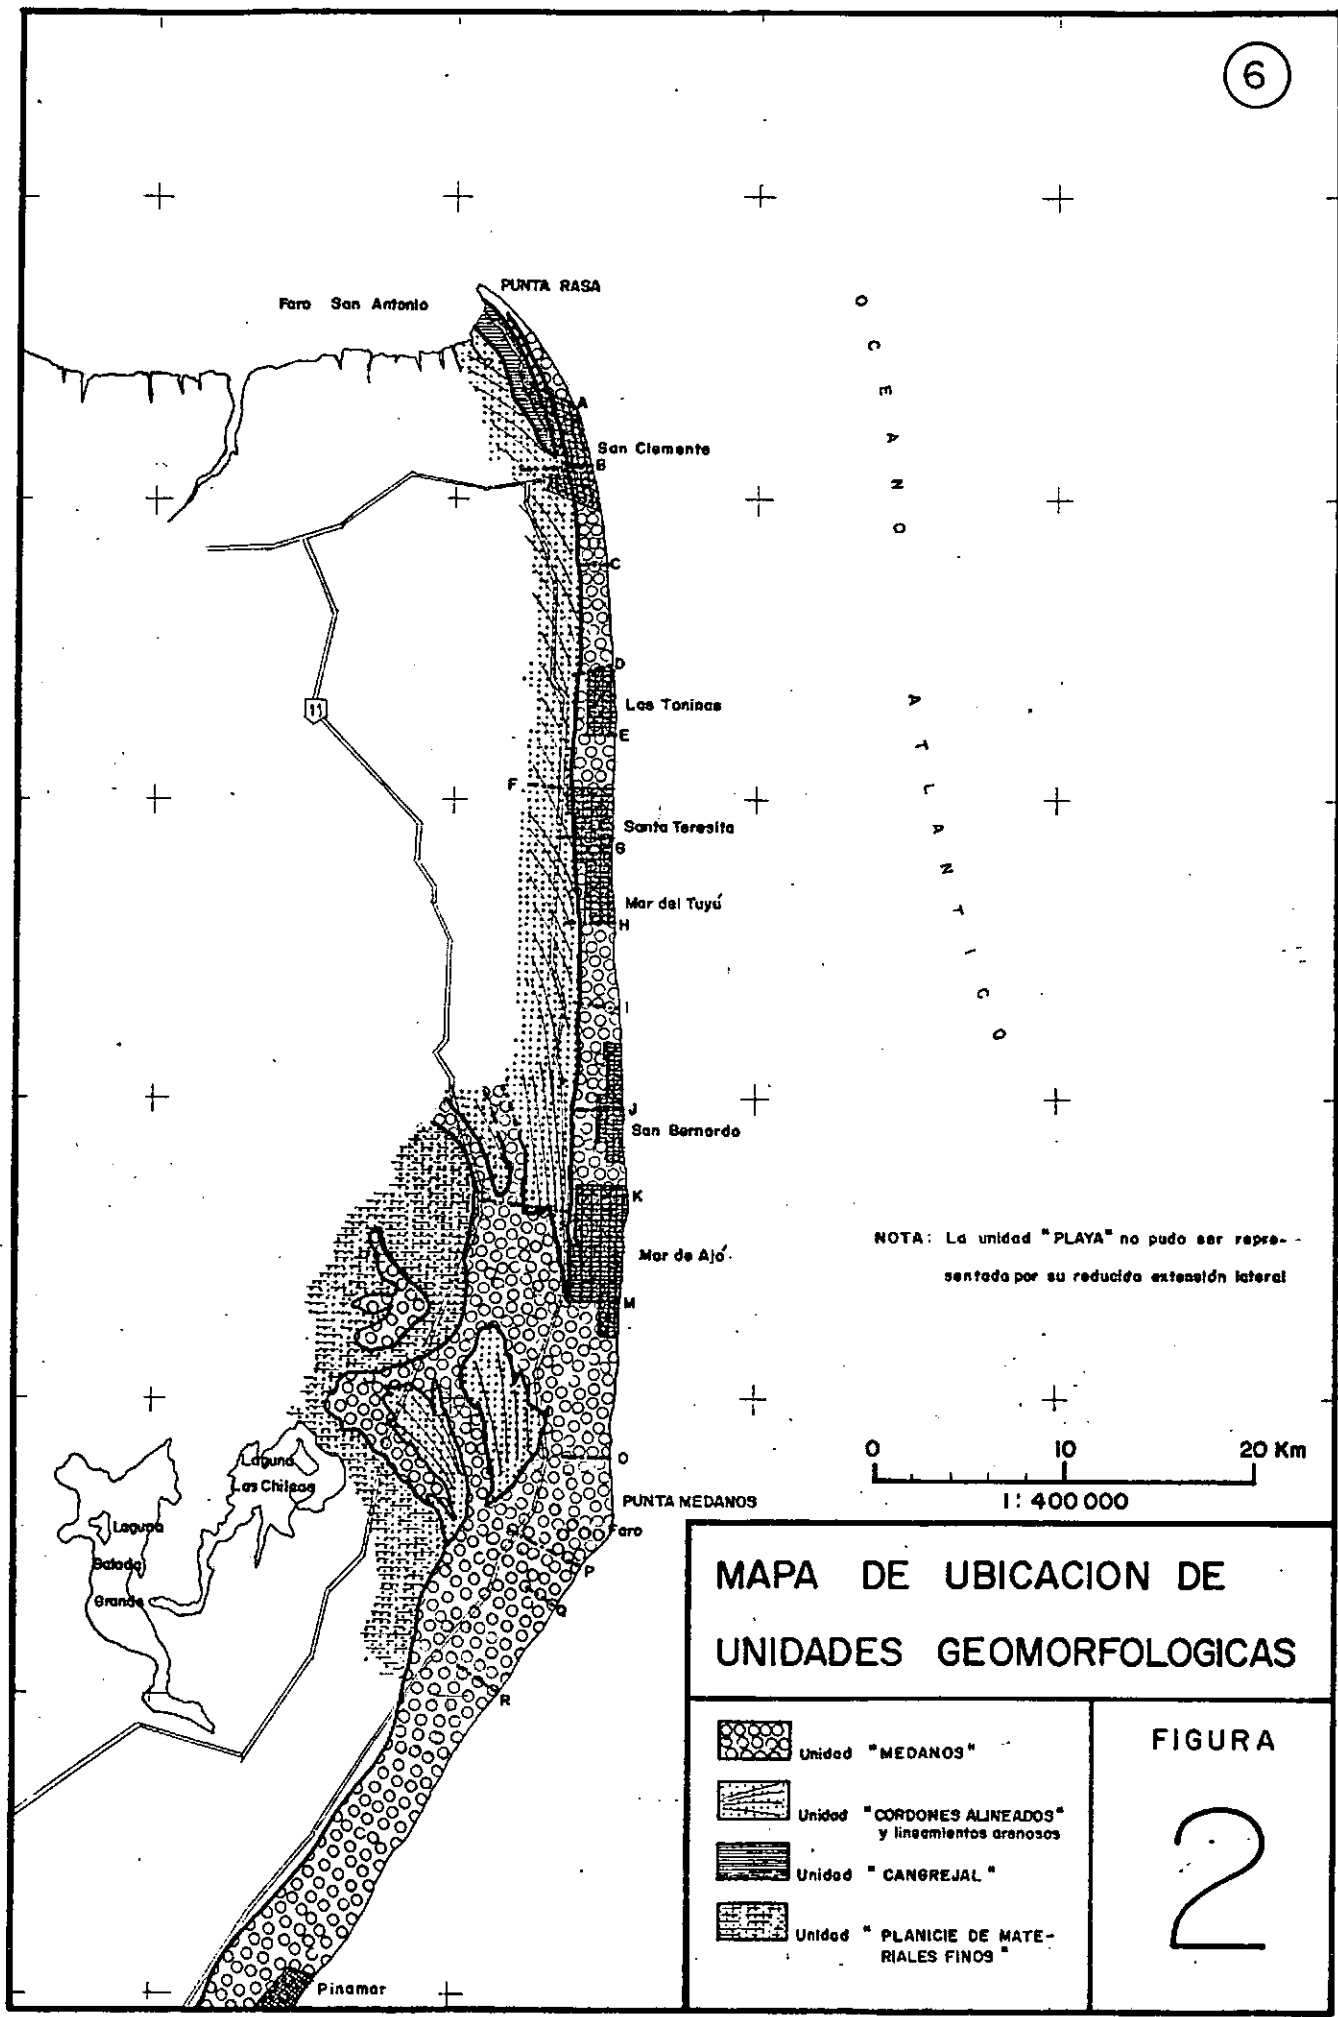 6
PUNTA RASA
Faro San Antonio
A
San Clemente
B
C
D
11
Las Toninas
E
F
Santa Teresita
G
Mar del Tuyú
H
I
J
San Bernardo
K
Mar de Ajó
M
OCEANO
ATLANTICO
NOTA: La unidad "PLAYA" no pudo ser repre-
sentada por su reducida extensión lateral
0 10 20 Km
1:400 000
Laguna
Las Chilcas
O
PUNTA MEDANOS
Faro
Laguna
Salada
Grande
P
Q
R
Pinamar
MAPA DE UBICACION DE
UNIDADES GEOMORFOLOGICAS
Unidad "MEDANOS"
Unidad "CORDONES ALINEADOS"
y lineamientos arenosos
Unidad "CANGREJAL"
Unidad "PLANICIE DE MATE-
RIALES FINOS"
FIGURA
2